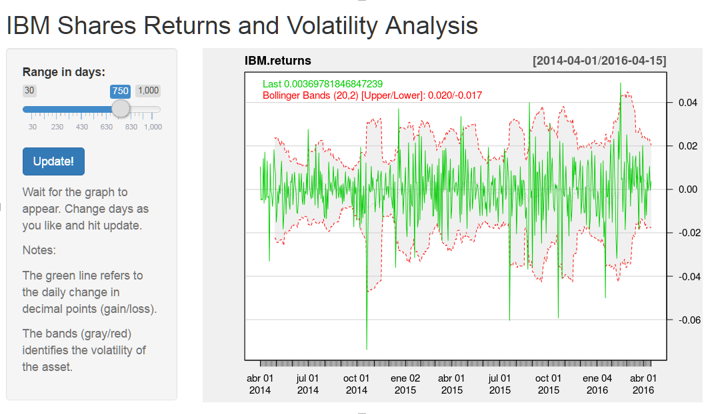 IBM Shares Returns and Volatility Analysis
Range in days:
30 750 1,000
30 230 430 630 830 1,000
Update!
Wait for the graph to
appear. Change days as
you like and hit update.
Notes:
The green line refers to
the daily change in
decimal points (gain/loss).
The bands (gray/red)
identifies the volatility of
the asset.
IBM.returns [2014-04-01/2016-04-15]
Last 0.00369781846847239
Bollinger Bands (20,2) [Upper/Lower]: 0.020/-0.017
0.04
0.02
0.00
-0.02
-0.04
-0.06
abr 01 jul 01 oct 01 ene 02 abr 01 jul 01 oct 01 ene 04 abr 01
2014 2014 2014 2015 2015 2015 2015 2016 2016